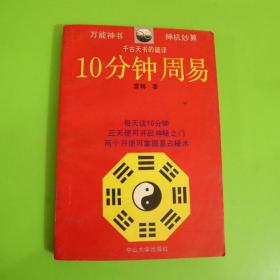 万能神书 神机妙算
千古天书的破译
10分钟周易
著
每天读10分钟
三天便可开启神秘之门
两个月便可掌握易占秘术
中山大学出版社